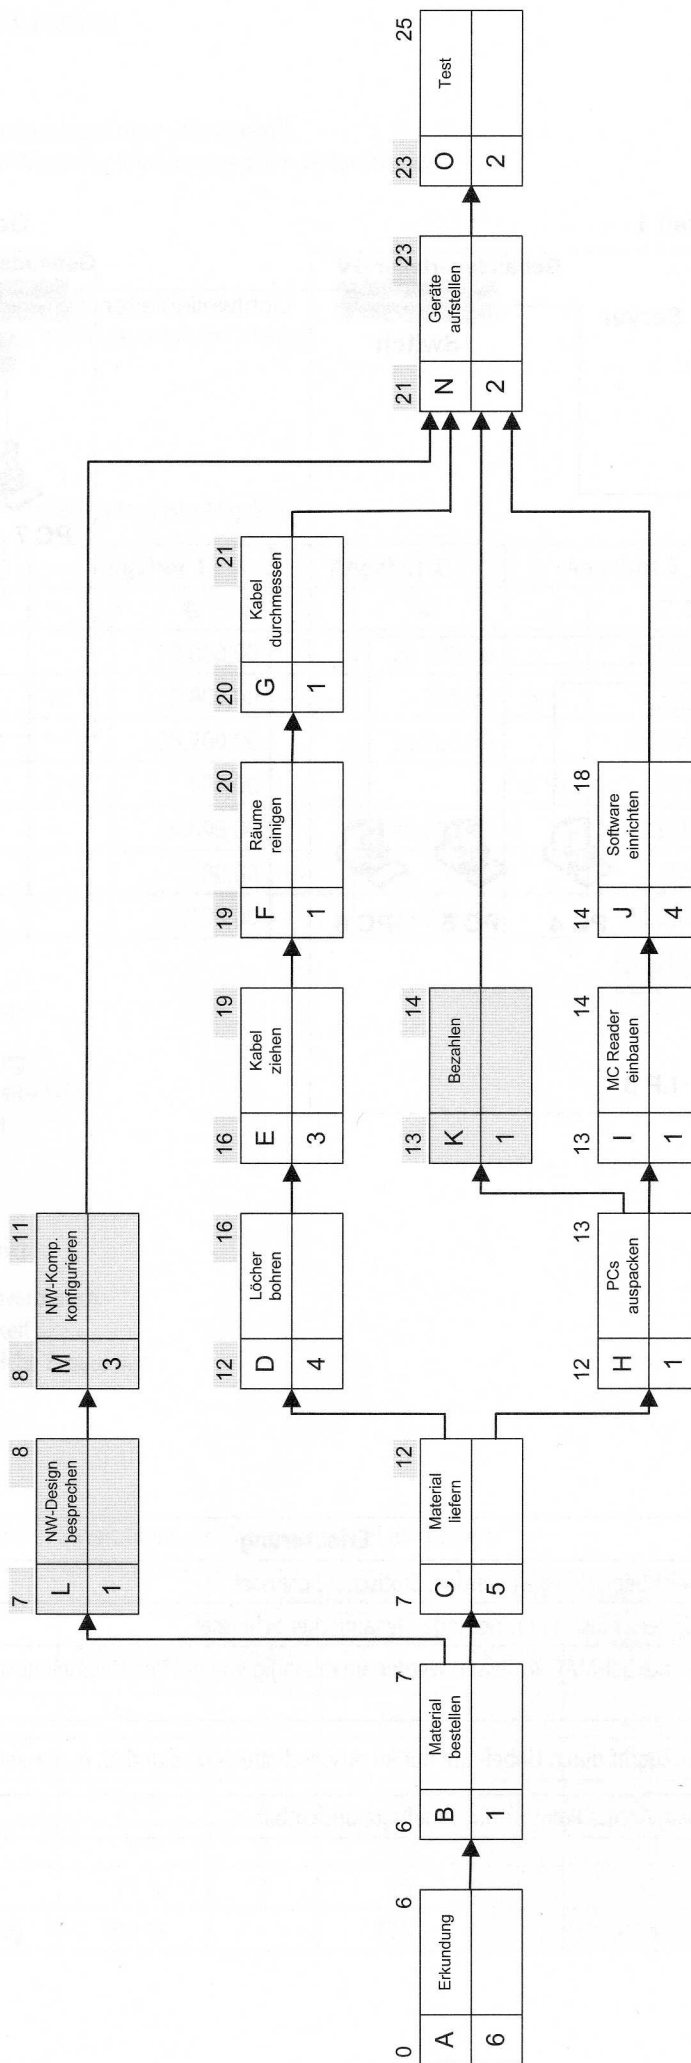 0
6
A
Erkundung
6
6
7
B
Material
bestellen
1
7
8
L
NW-Design
besprechen
1
8
11
M
NW-Komp.
konfigurieren
3
7
12
C
Material
liefern
5
12
16
D
Löcher
bohren
4
16
19
E
Kabel
ziehen
3
19
20
F
Räume
reinigen
1
20
21
G
Kabel
durchmessen
1
12
13
H
PCs
auspacken
1
13
14
K
Bezahlen
1
13
14
I
MC Reader
einbauen
1
14
18
J
Software
einrichten
4
21
23
N
Geräte
aufstellen
2
23
25
O
Test
2